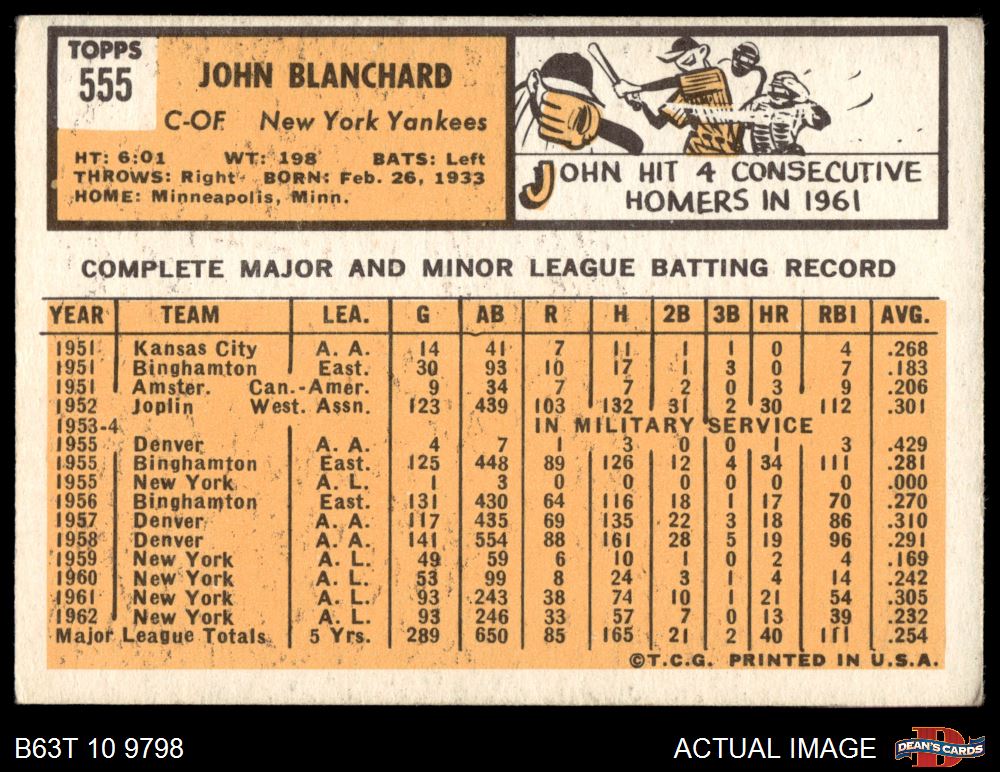 TOPPS
555
JOHN BLANCHARD
C-OF New York Yankees
HT: 6:01 WT: 198 BATS: Left
THROWS: Right BORN: Feb. 26, 1933
HOME: Minneapolis, Minn.
JOHN HIT 4 CONSECUTIVE
HOMERS IN 1961
COMPLETE MAJOR AND MINOR LEAGUE BATTING RECORD
YEAR TEAM LEA. G AB R H 2B 3B HR RBI AVG.
1951 Kansas City A. A. 14 41 7 11 1 1 0 4 .268
1951 Binghamton East. 30 93 10 17 1 3 0 7 .183
1951 Amster. Can.-Amer. 9 34 7 7 2 0 3 9 .206
1952 Joplin West. Assn. 123 439 103 132 31 2 30 112 .301
1953-4 IN MILITARY SERVICE
1955 Denver A. A. 4 7 1 3 0 0 1 3 .429
1955 Binghamton East. 125 448 89 126 12 4 34 111 .281
1955 New York A. L. 1 3 0 0 0 0 0 0 .000
1956 Binghamton East. 131 430 64 116 18 1 17 70 .270
1957 Denver A. A. 117 435 69 135 22 3 18 86 .310
1958 Denver A. A. 141 554 88 161 28 5 19 96 .291
1959 New York A. L. 49 59 6 10 1 0 2 4 .169
1960 New York A. L. 53 99 8 24 3 1 4 14 .242
1961 New York A. L. 93 243 38 74 10 1 21 54 .305
1962 New York A. L. 93 246 33 57 7 0 13 39 .232
Major League Totals 5 Yrs. 289 650 85 165 21 2 40 111 .254
©T.C.G. PRINTED IN U.S.A.
B63T 10 9798 ACTUAL IMAGE DEAN'S CARDS